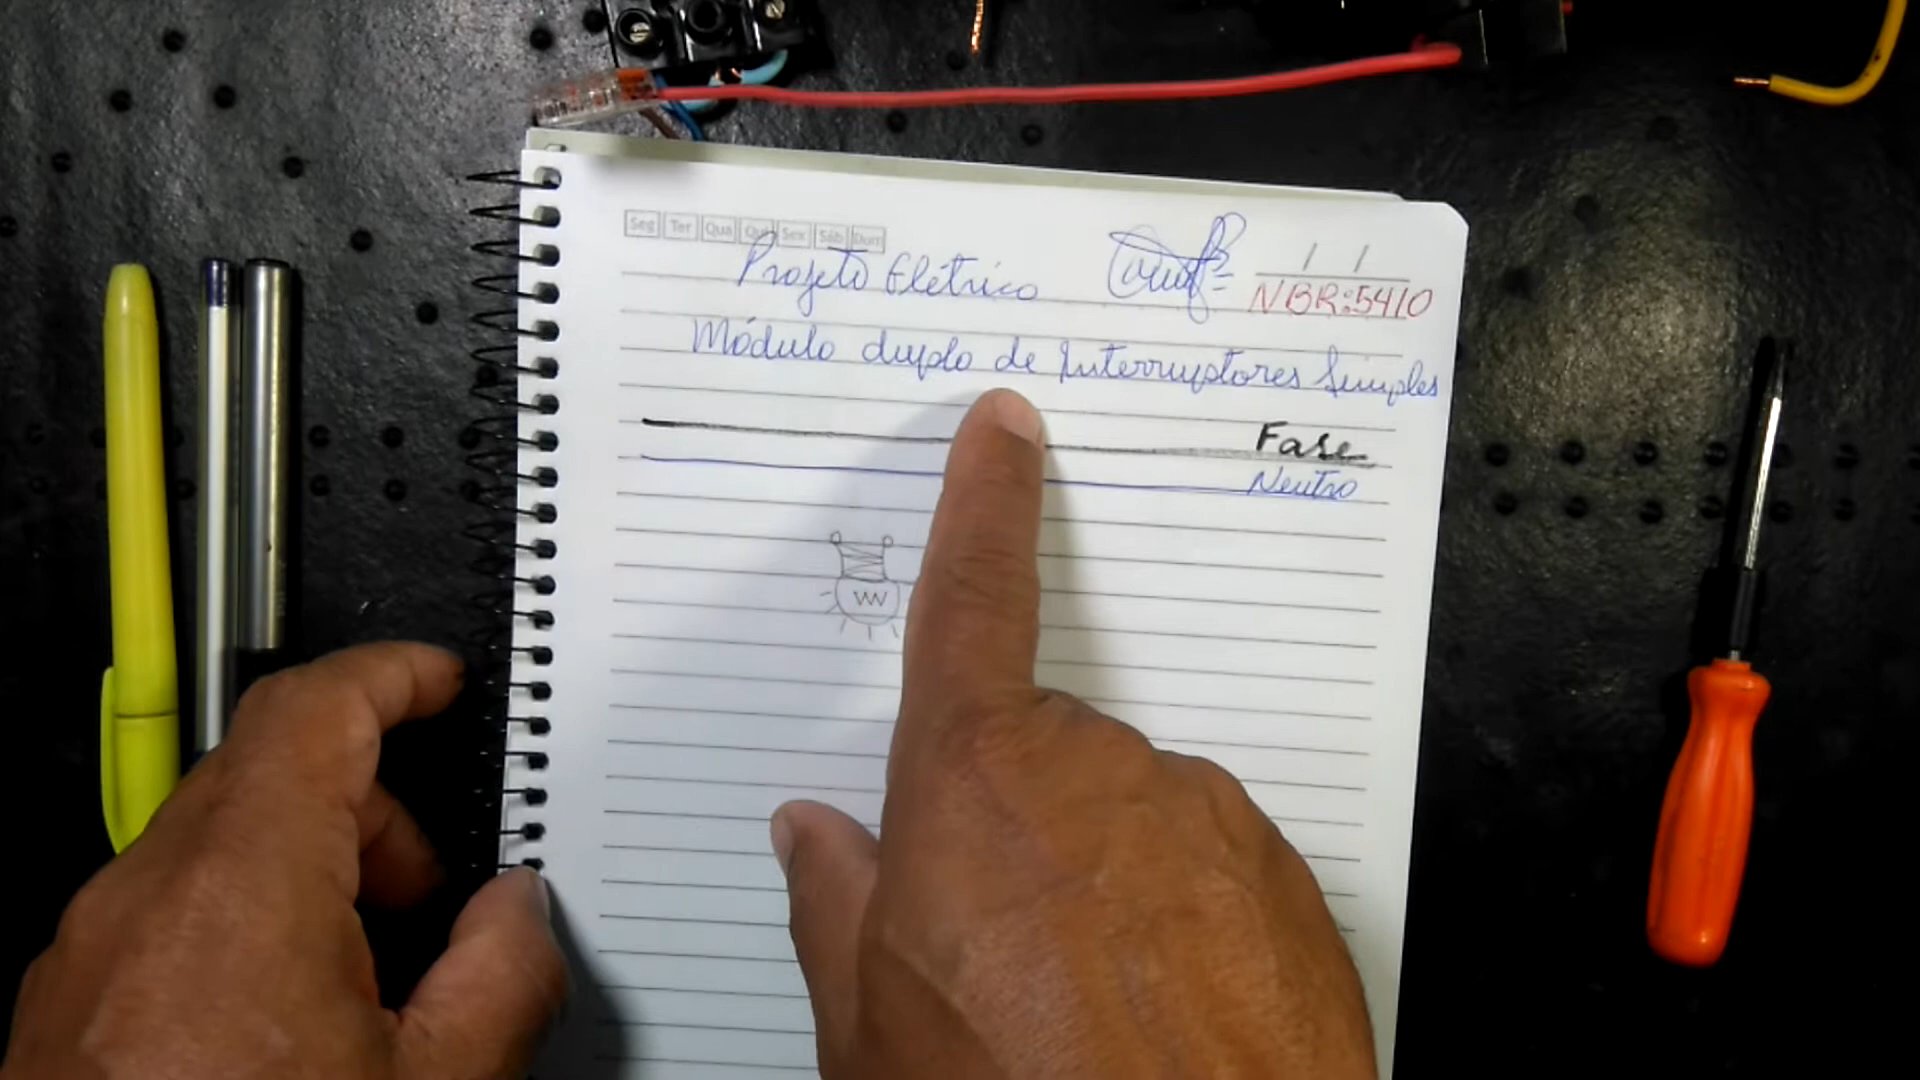 Seg Ter Qua Qui Sex Sáb Dom
Projeto Elétrico
/ /
NBR:5410
Módulo duplo de Interruptores Simples
Fase
Neutro